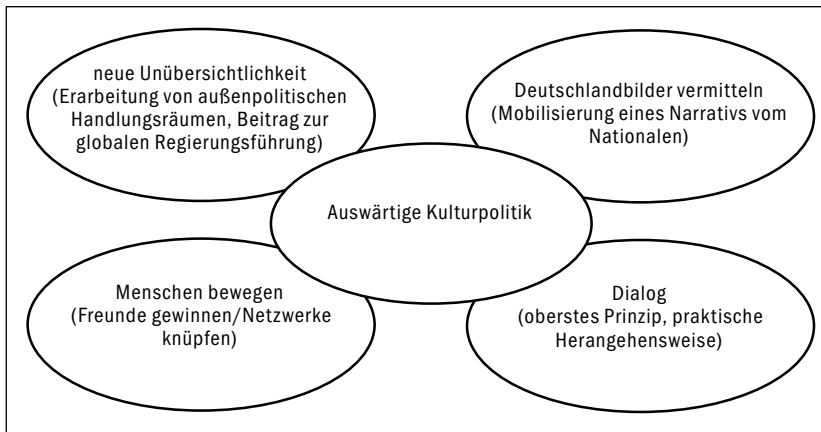 neue Unübersichtlichkeit
(Erarbeitung von außenpolitischen
Handlungsräumen, Beitrag zur
globalen Regierungsführung)
Deutschlandbilder vermitteln
(Mobilisierung eines Narrativs vom
Nationalen)
Auswärtige Kulturpolitik
Menschen bewegen
(Freunde gewinnen/Netzwerke
knüpfen)
Dialog
(oberstes Prinzip, praktische
Herangehensweise)